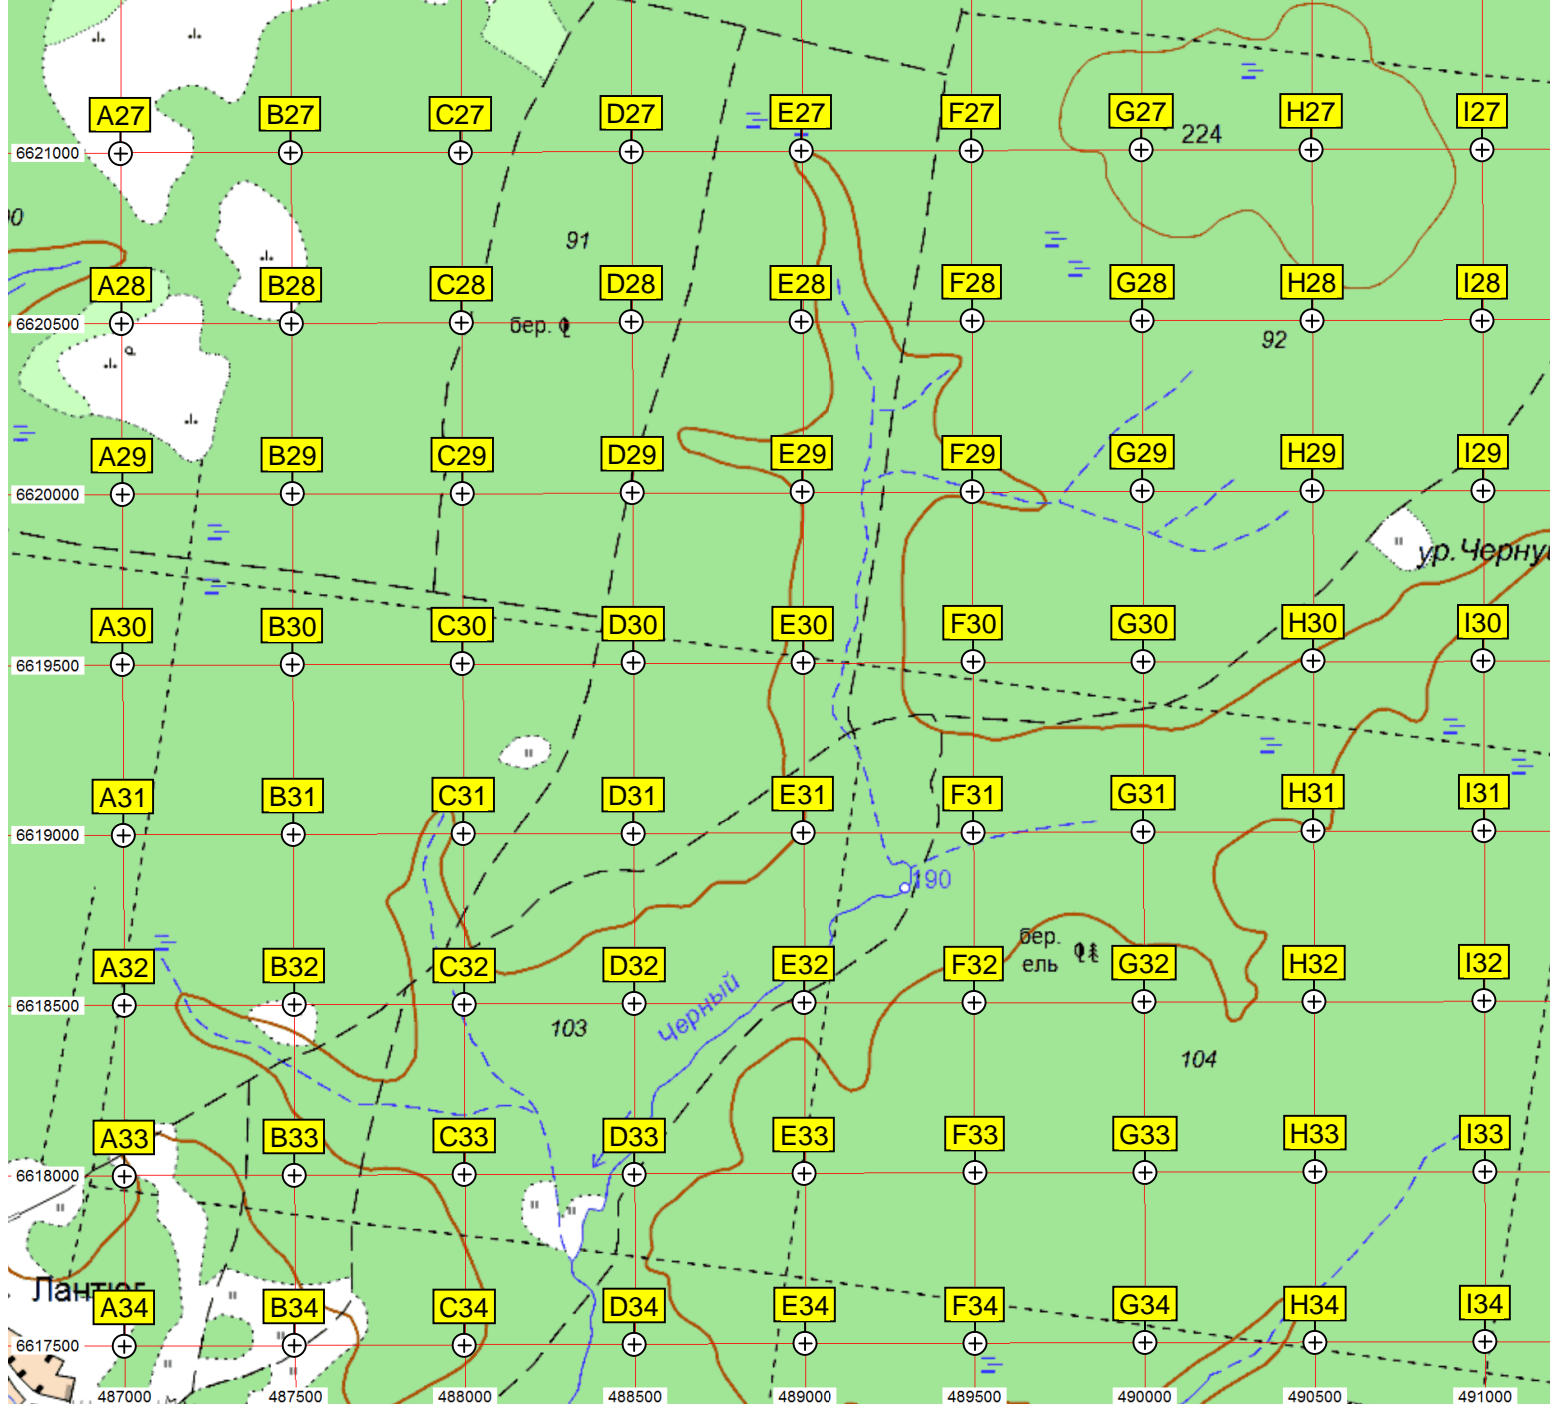 A27 B27 C27 D27 E27 F27 G27 H27 I27
224
6621000
91
A28 B28 C28 D28 E28 F28 G28 H28 I28
6620500
бер.
92
A29 B29 C29 D29 E29 F29 G29 H29 I29
6620000
A30 B30 C30 D30 E30 F30 G30 H30 I30
6619500
A31 B31 C31 D31 E31 F31 G31 H31 I31
6619000
190
бер.
ель
A32 B32 C32 D32 E32 F32 G32 H32 I32
6618500
Черный
103
104
A33 B33 C33 D33 E33 F33 G33 H33 I33
6618000
Лантюг
A34 B34 C34 D34 E34 F34 G34 H34 I34
6617500
487000 487500 488000 488500 489000 489500 490000 490500 491000